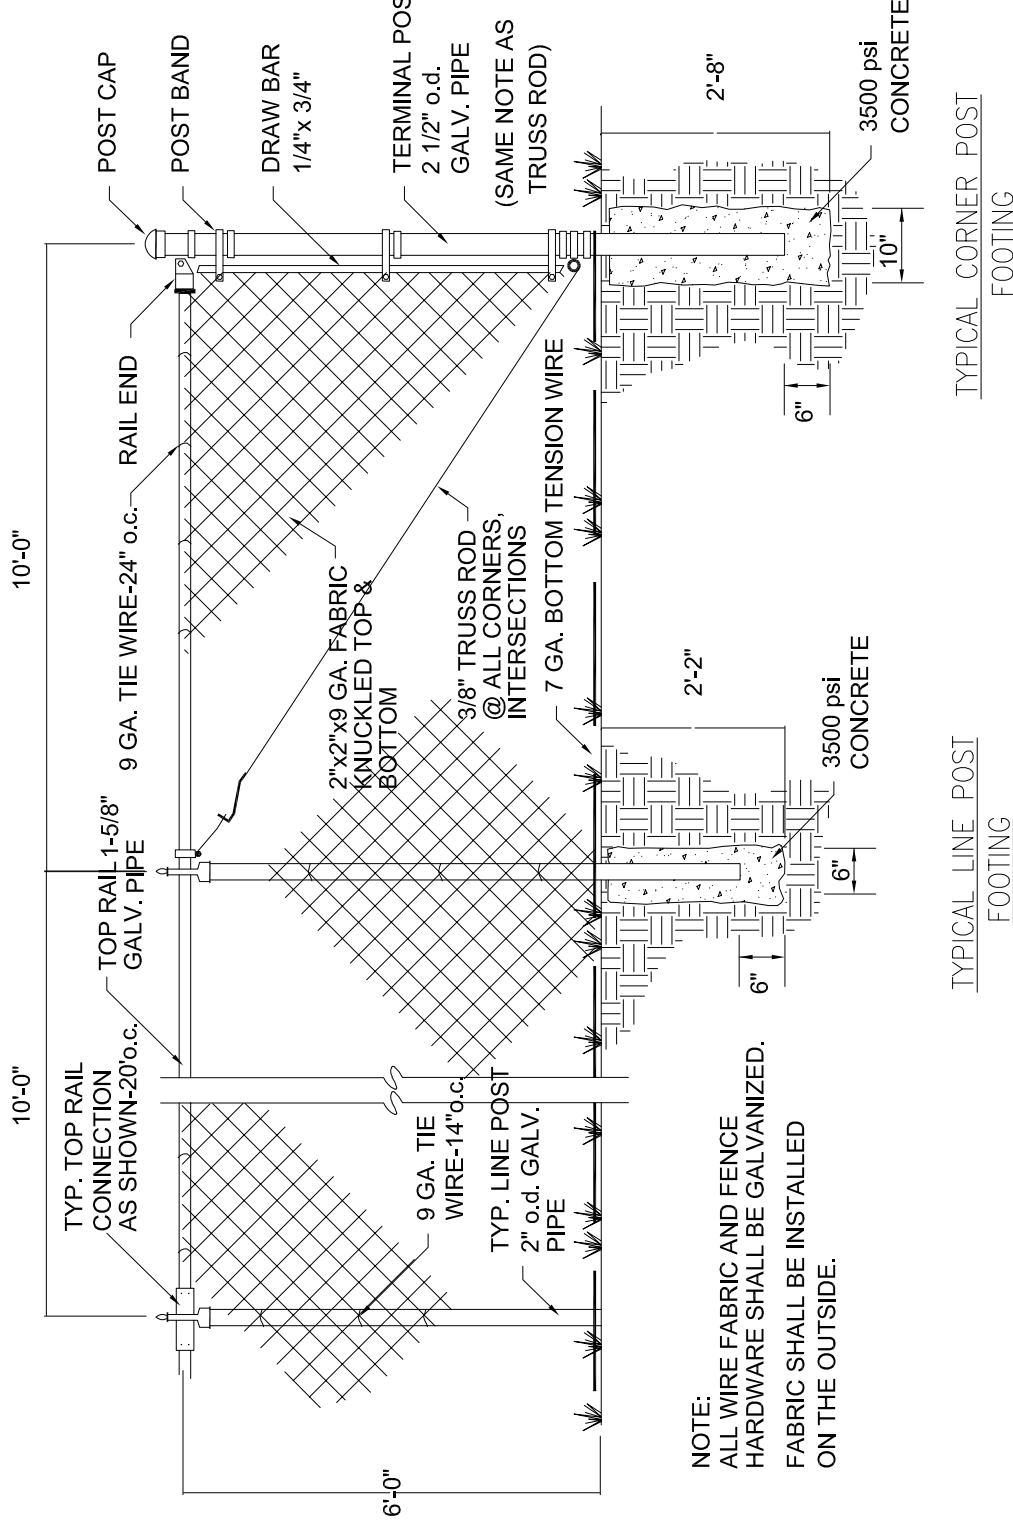 10'-0"
10'-0"
TYP. TOP RAIL
CONNECTION
AS SHOWN-20'o.c.
TOP RAIL 1-5/8"
GALV. PIPE
9 GA. TIE WIRE-24" o.c.
RAIL END
POST CAP
POST BAND
DRAW BAR
1/4"x 3/4"
TERMINAL POS
2 1/2" o.d.
GALV. PIPE
(SAME NOTE AS
TRUSS ROD)
2"x2"x9 GA. FABRIC
KNUCKLED TOP &
BOTTOM
3/8" TRUSS ROD
@ ALL CORNERS,
INTERSECTIONS
7 GA. BOTTOM TENSION WIRE
9 GA. TIE
WIRE-14"o.c.
TYP. LINE POST
2" o.d. GALV.
PIPE
6'-0"
2'-2"
2'-8"
3500 psi
CONCRETE
3500 psi
CONCRETE
6"
6"
6"
10"
NOTE:
ALL WIRE FABRIC AND FENCE
HARDWARE SHALL BE GALVANIZED.
FABRIC SHALL BE INSTALLED
ON THE OUTSIDE.
TYPICAL LINE POST
FOOTING
TYPICAL CORNER POST
FOOTING